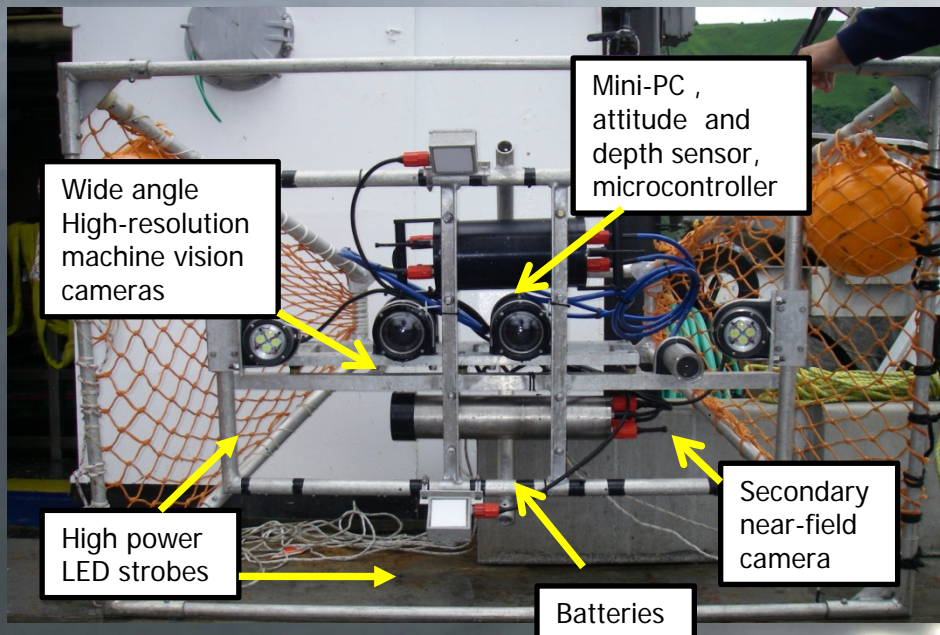 Mini-PC ,
attitude and
depth sensor,
microcontroller
Wide angle
High-resolution
machine vision
cameras
High power
LED strobes
Secondary
near-field
camera
Batteries